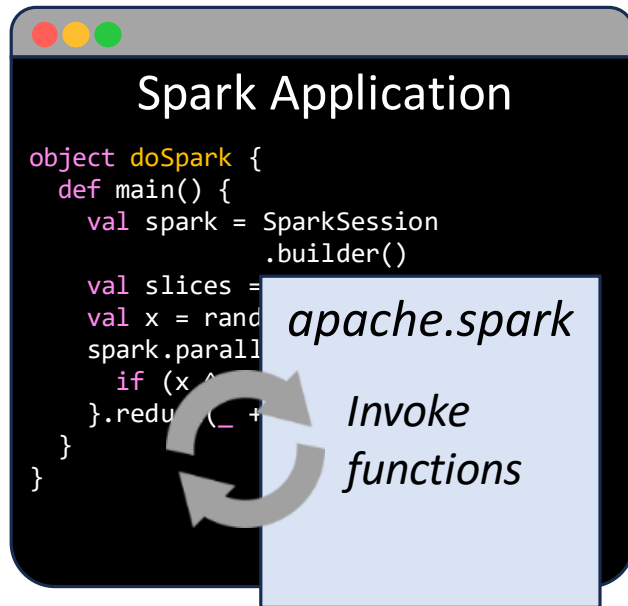 Spark Application
object doSpark {
  def main() {
    val spark = SparkSession
                .builder()
    val slices =
    val x = rand
    spark.parall
      if (x ^
    }.redu (_ +
  }
}
apache.spark
Invoke
functions